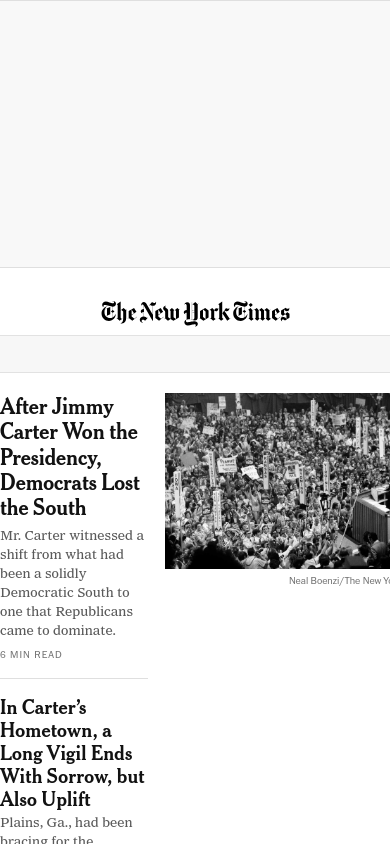 The New York Times
After Jimmy
Carter Won the
Presidency,
Democrats Lost
the South
Mr. Carter witnessed a
shift from what had
been a solidly
Democratic South to
one that Republicans
came to dominate.
6 MIN READ
Neal Boenzi/The New Yo
In Carter’s
Hometown, a
Long Vigil Ends
With Sorrow, but
Also Uplift
Plains, Ga., had been
bracing for the